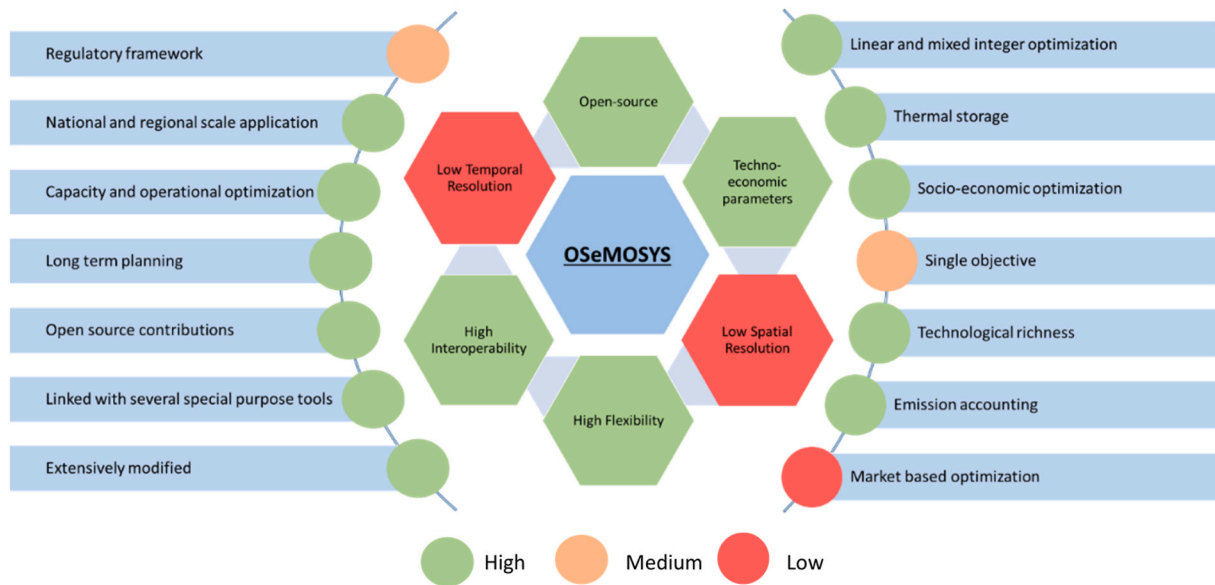 Regulatory framework
National and regional scale application
Capacity and operational optimization
Long term planning
Open source contributions
Linked with several special purpose tools
Extensively modified
Open-source
Low Temporal
Resolution
Techno-
economic
parameters
OSeMOSYS
High
Interoperability
Low Spatial
Resolution
High Flexibility
Linear and mixed integer optimization
Thermal storage
Socio-economic optimization
Single objective
Technological richness
Emission accounting
Market based optimization
High
Medium
Low